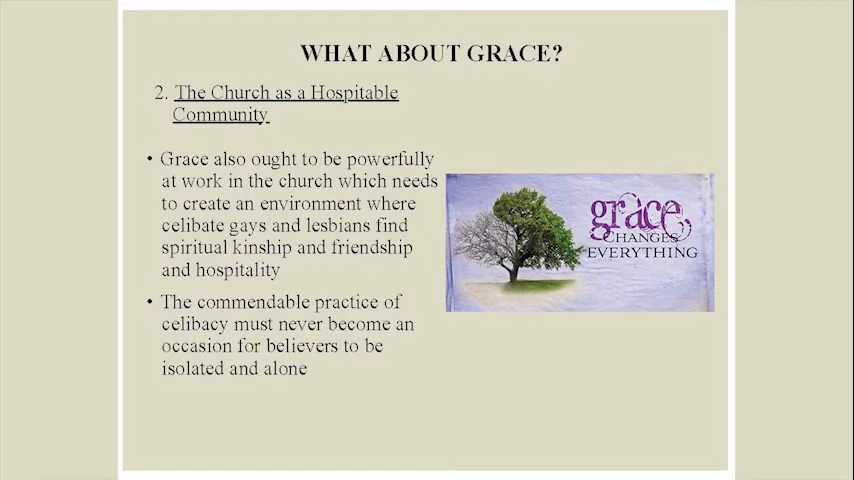 WHAT ABOUT GRACE?
2. The Church as a Hospitable
Community
• Grace also ought to be powerfully
at work in the church which needs
to create an environment where
celibate gays and lesbians find
spiritual kinship and friendship
and hospitality
• The commendable practice of
celibacy must never become an
occasion for believers to be
isolated and alone
grace
CHANGES
EVERYTHING